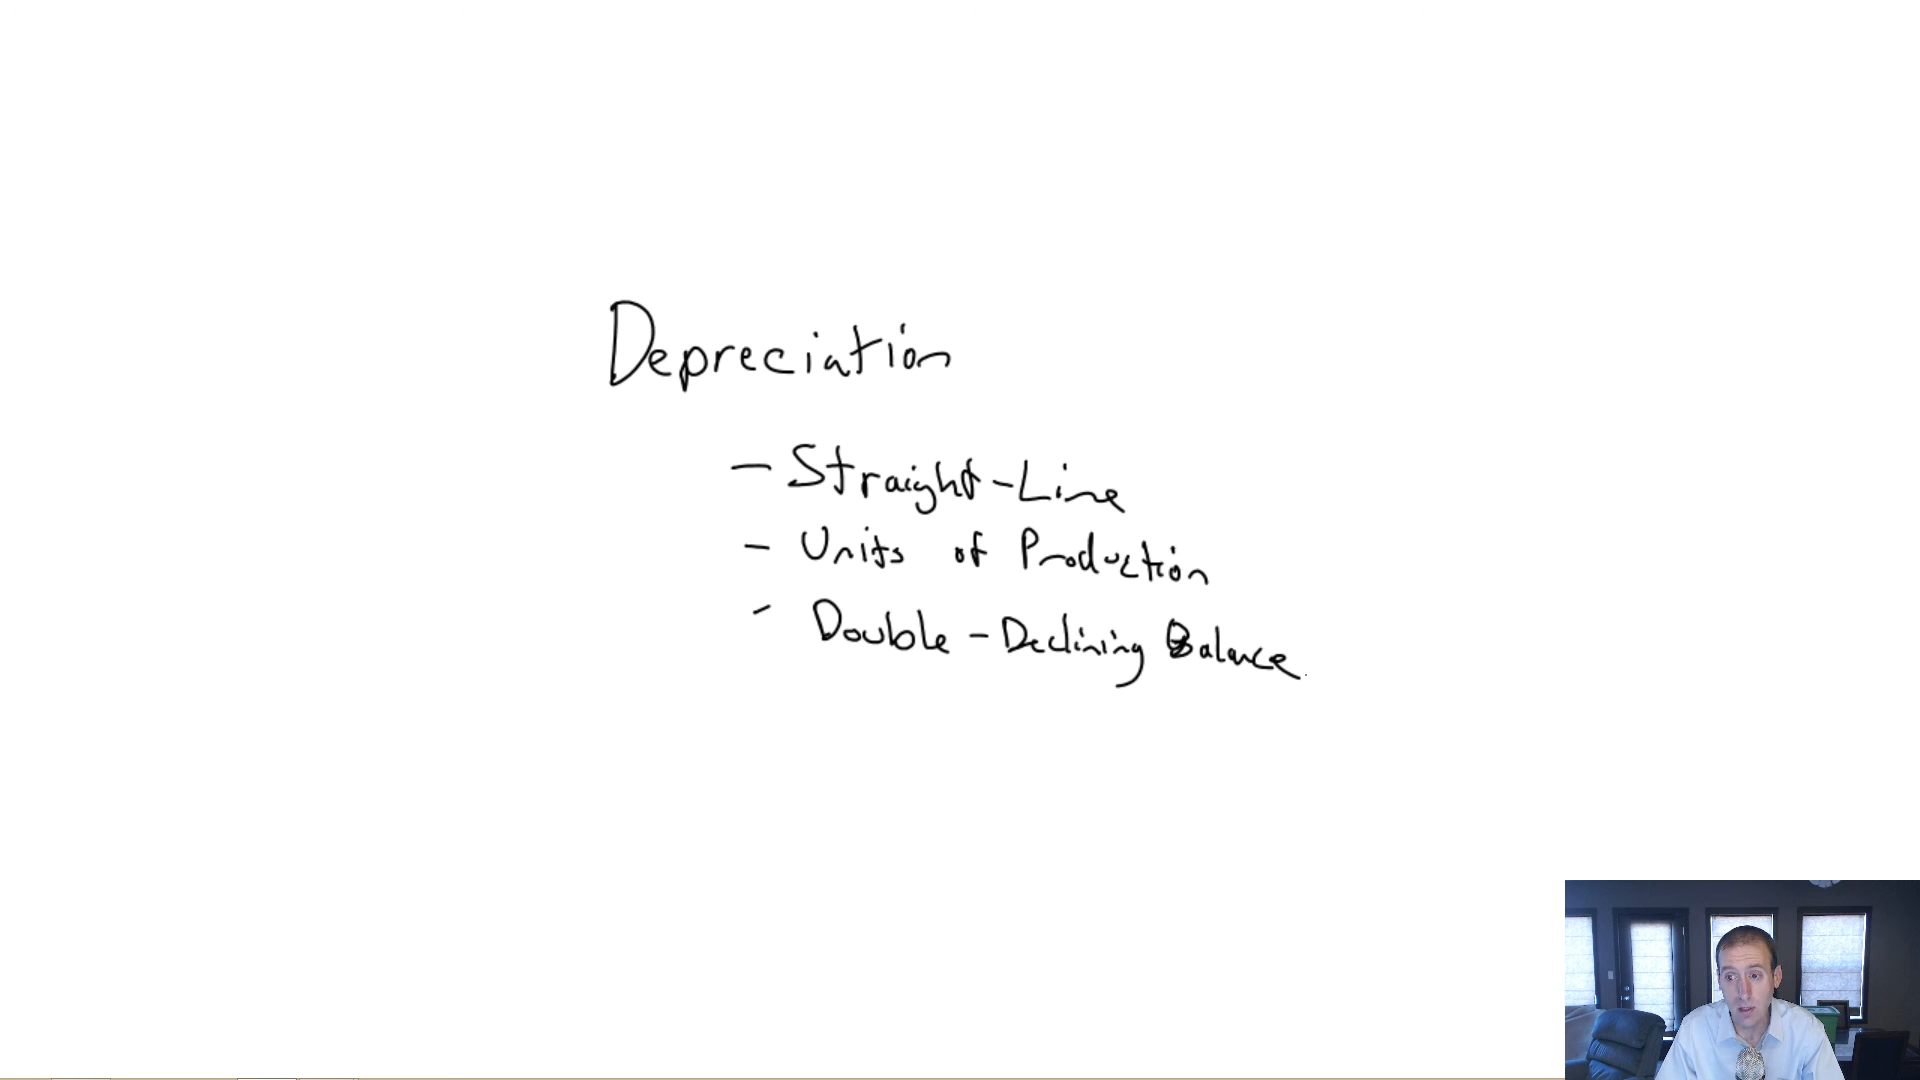 Depreciation
- Straight-Line
- Units of Production
- Double-Declining Balance